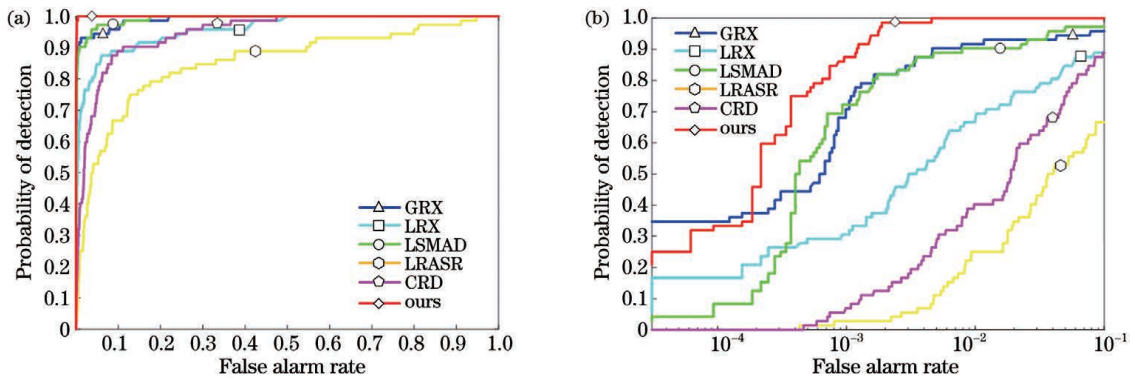 (a)
1.0
0.9
0.8
0.7
0.6
0.5
0.4
0.3
0.2
0.1
0
Probability of detection
GRX
LRX
LSMAD
LRASR
CRD
ours
0.1 0.2 0.3 0.4 0.5 0.6 0.7 0.8 0.9 1.0
False alarm rate
(b)
1.0
0.9
0.8
0.7
0.6
0.5
0.4
0.3
0.2
0.1
0
Probability of detection
GRX
LRX
LSMAD
LRASR
CRD
ours
10⁻⁴ 10⁻³ 10⁻² 10⁻¹
False alarm rate